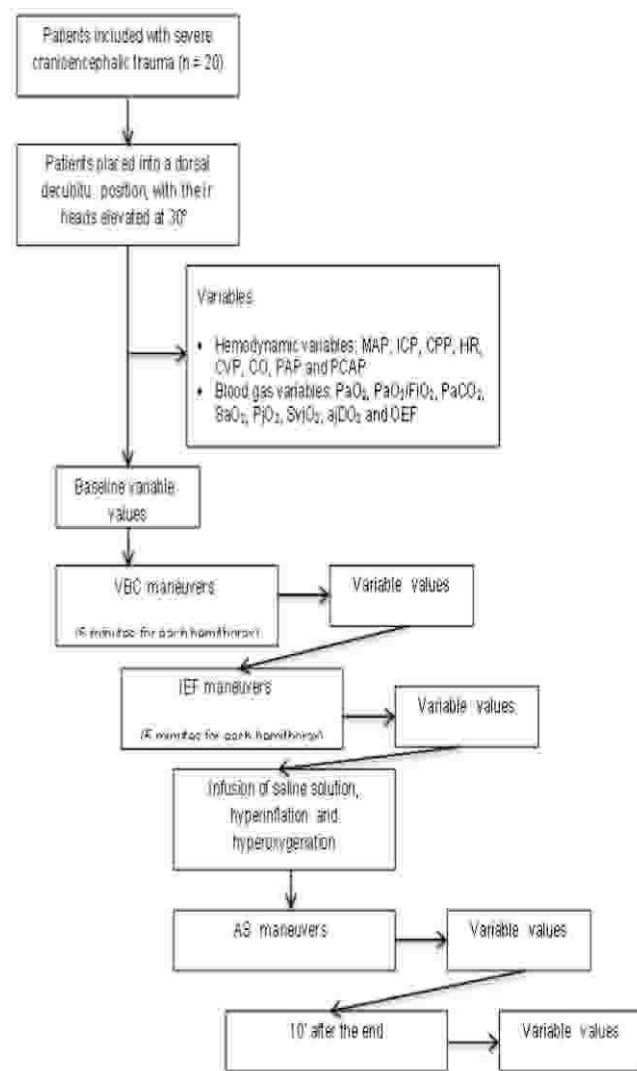 Patients included with severe
cranioencephalic trauma (n = 20)
Patients placed into a dorsal
decubitu position, with their
heads elevated at 30º
Variables
• Hemodynamic variables: MAP, ICP, CPP, HR,
CVP, CO, PAP and PCAP
• Blood gas variables: PaO₂, PaO₂/FiO₂, PaCO₂,
SaO₂, PjO₂, SvjO₂, ajDO₂ and OEF
Baseline variable
values
VBC maneuvers
Variable values
minutes for each hemithorax)
IEF maneuvers
Variable values
(5 minutes for each hemithorax)
Infusion of saline solution,
hyperinflation and
hyperoxygenation
AS maneuvers
Variable values
10' after the end
Variable values